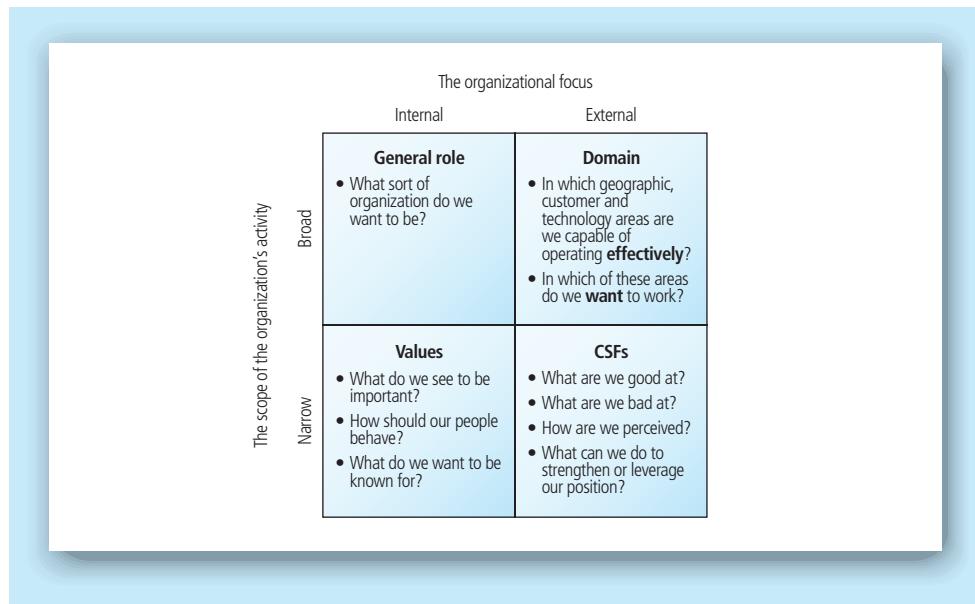 The organizational focus
Internal
External
The scope of the organization's activity
Broad
General role
• What sort of
organization do we
want to be?
Domain
• In which geographic,
customer and
technology areas are
we capable of
operating effectively?
• In which of these areas
do we want to work?
Narrow
Values
• What do we see to be
important?
• How should our people
behave?
• What do we want to be
known for?
CSFs
• What are we good at?
• What are we bad at?
• How are we perceived?
• What can we do to
strengthen or leverage
our position?